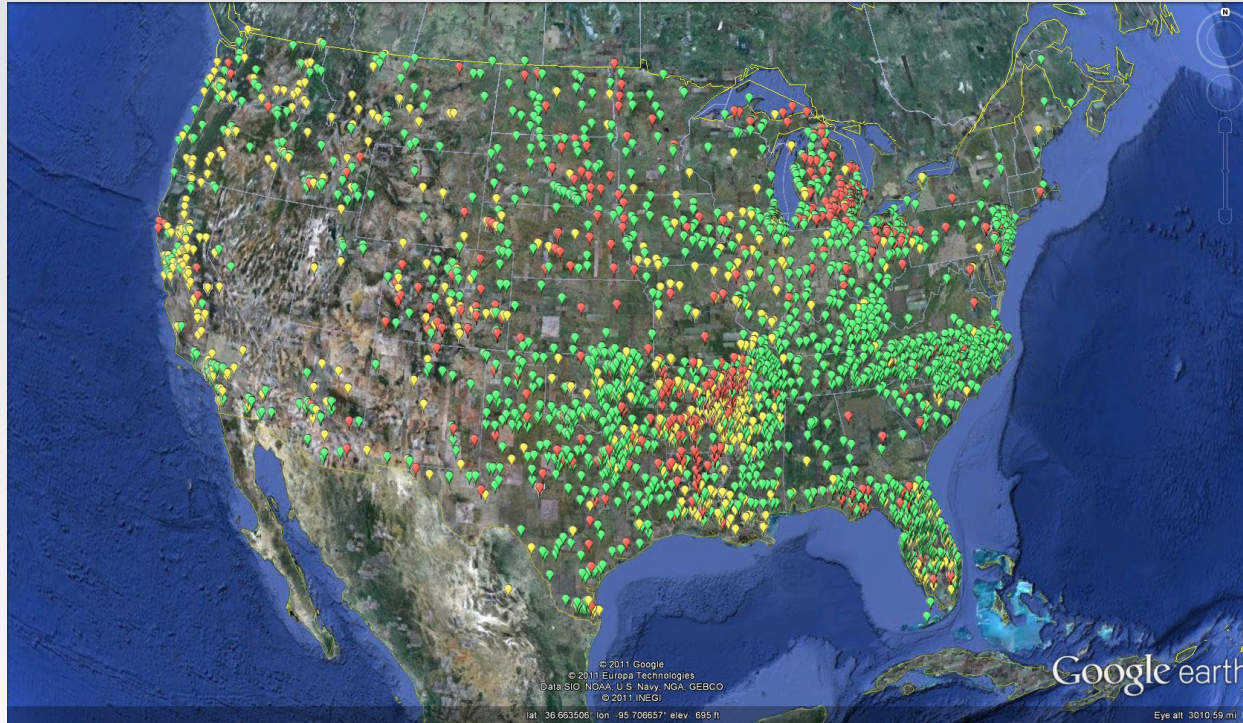 N
© 2011 Google
© 2011 Europa Technologies
Data SIO, NOAA, U.S. Navy, NGA, GEBCO
© 2011 INEGI
Google earth
lat 36.663506° lon -95.706657° elev 695 ft
Eye alt 3010.59 mi